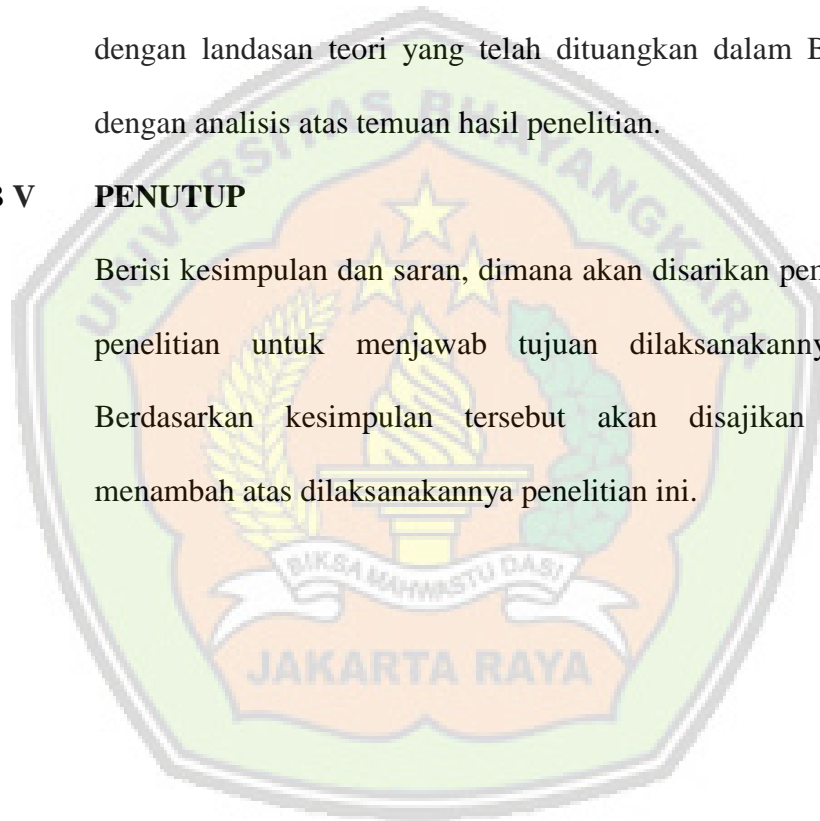 dengan landasan teori yang telah dituangkan dalam B
dengan analisis atas temuan hasil penelitian.
B V PENUTUP
Berisi kesimpulan dan saran, dimana akan disarikan pen
penelitian untuk menjawab tujuan dilaksanakanny
Berdasarkan kesimpulan tersebut akan disajikan
menambah atas dilaksanakannya penelitian ini.
UNIVERSITAS BHAYANGKARA
BIKSA MAHWASTU DASI
JAKARTA RAYA